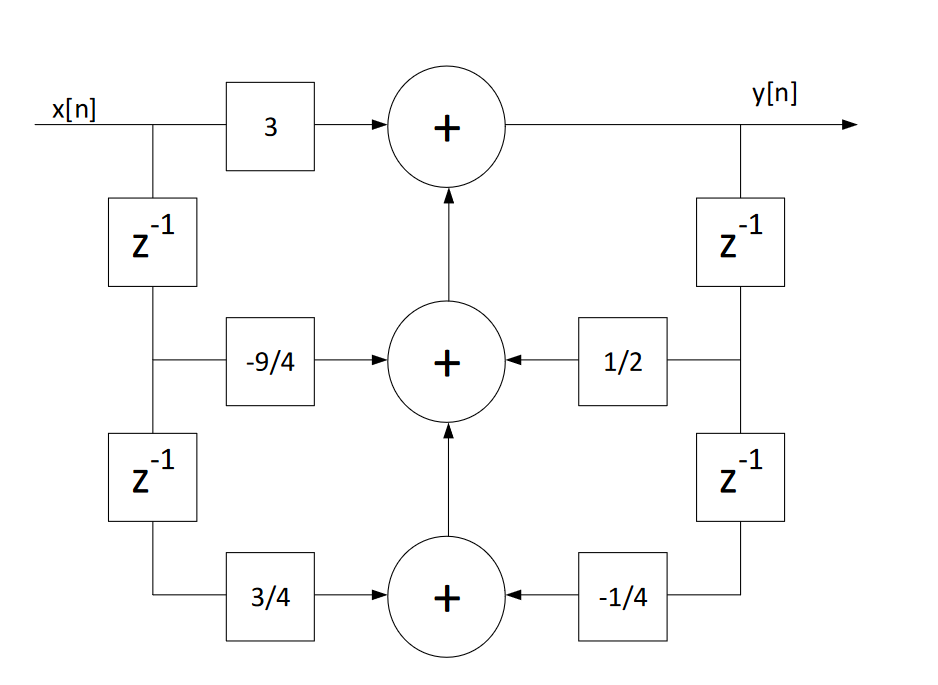 x[n]
y[n]
3
+
z-1
z-1
-9/4
+
1/2
z-1
z-1
3/4
+
-1/4